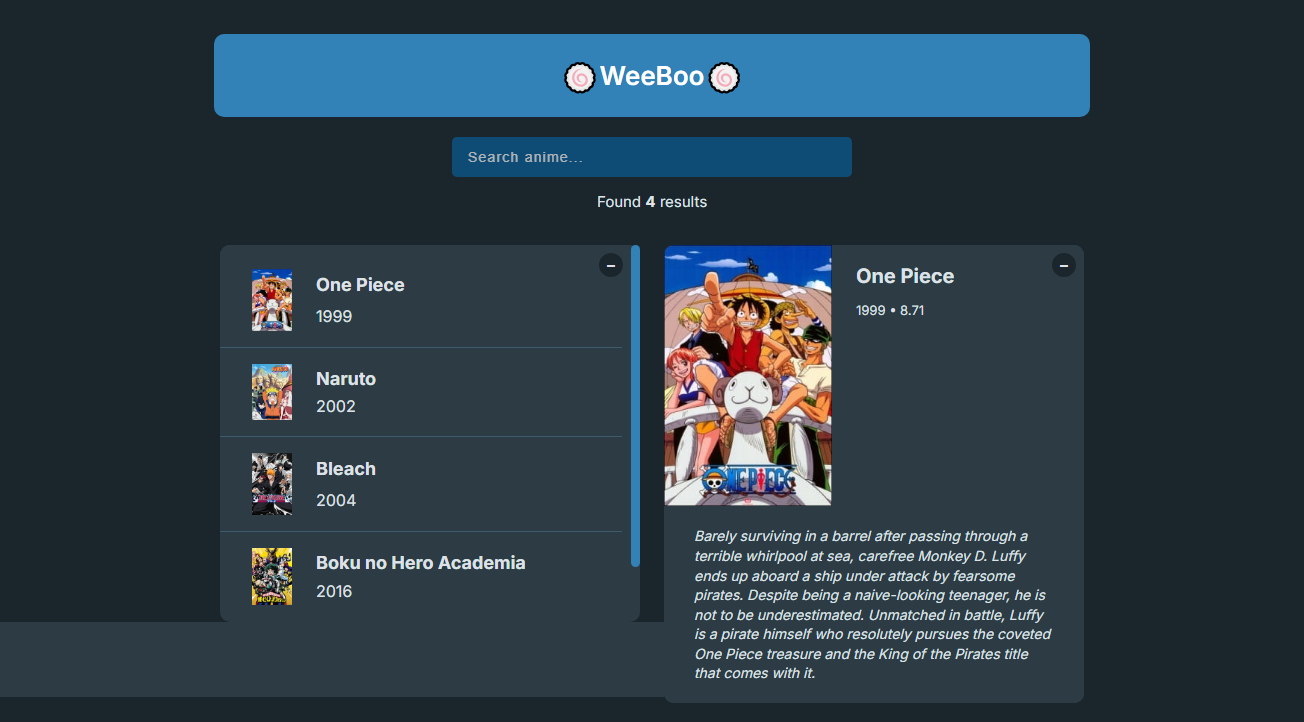 WeeBoo
Search anime...
Found 4 results
–
One Piece
1999
Naruto
2002
Bleach
2004
Boku no Hero Academia
2016
–
ONE PIECE
One Piece
1999 • 8.71
Barely surviving in a barrel after passing through a
terrible whirlpool at sea, carefree Monkey D. Luffy
ends up aboard a ship under attack by fearsome
pirates. Despite being a naive-looking teenager, he is
not to be underestimated. Unmatched in battle, Luffy
is a pirate himself who resolutely pursues the coveted
One Piece treasure and the King of the Pirates title
that comes with it.